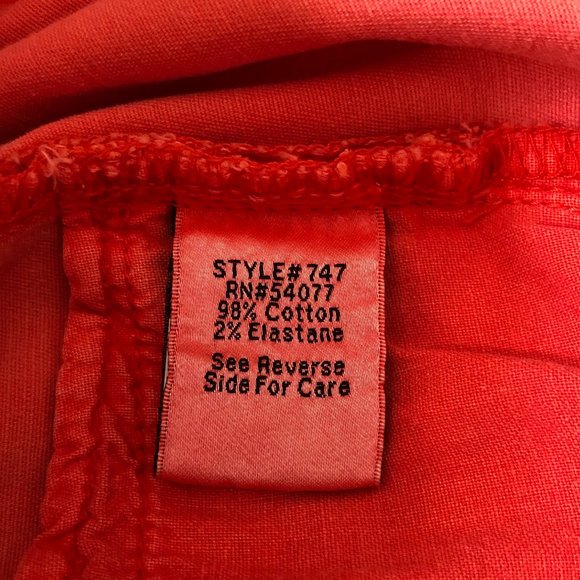 STYLE#747
RN#54077
98% Cotton
2% Elastane
See Reverse
Side For Care